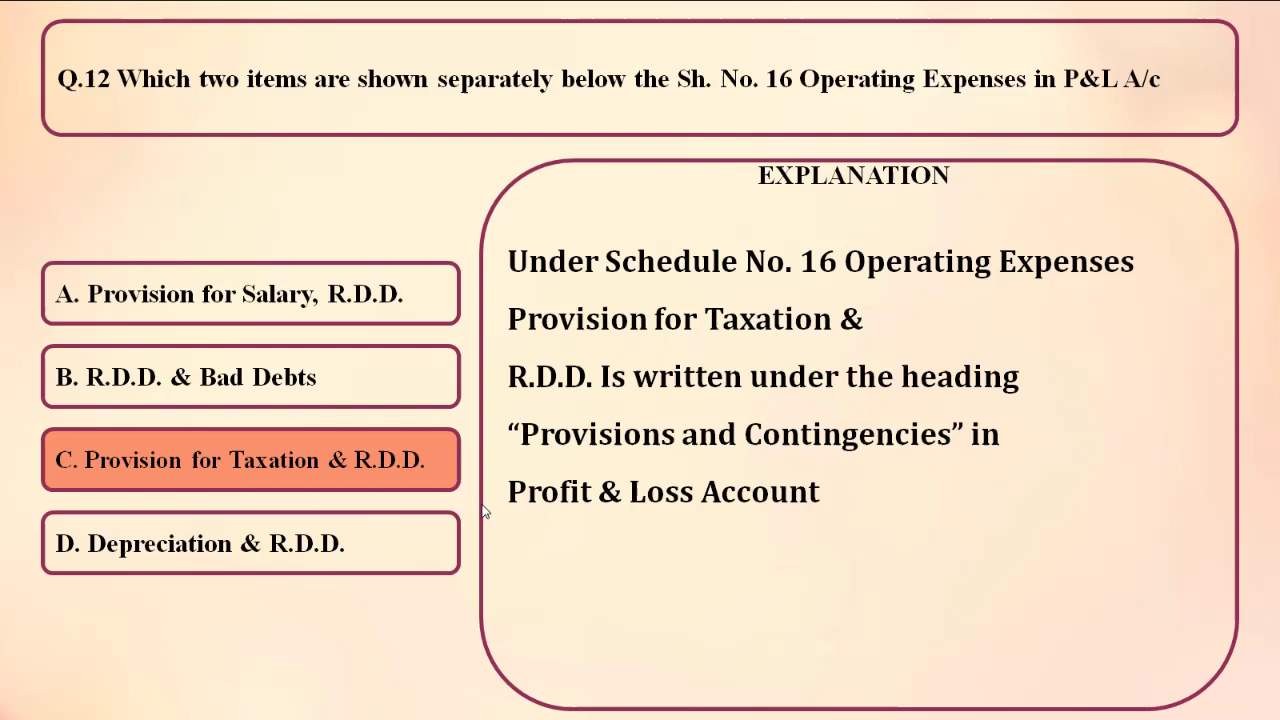 Q.12 Which two items are shown separately below the Sh. No. 16 Operating Expenses in P&L A/c
A. Provision for Salary, R.D.D.
B. R.D.D. & Bad Debts
C. Provision for Taxation & R.D.D.
D. Depreciation & R.D.D.
EXPLANATION
Under Schedule No. 16 Operating Expenses
Provision for Taxation &
R.D.D. Is written under the heading
“Provisions and Contingencies” in
Profit & Loss Account